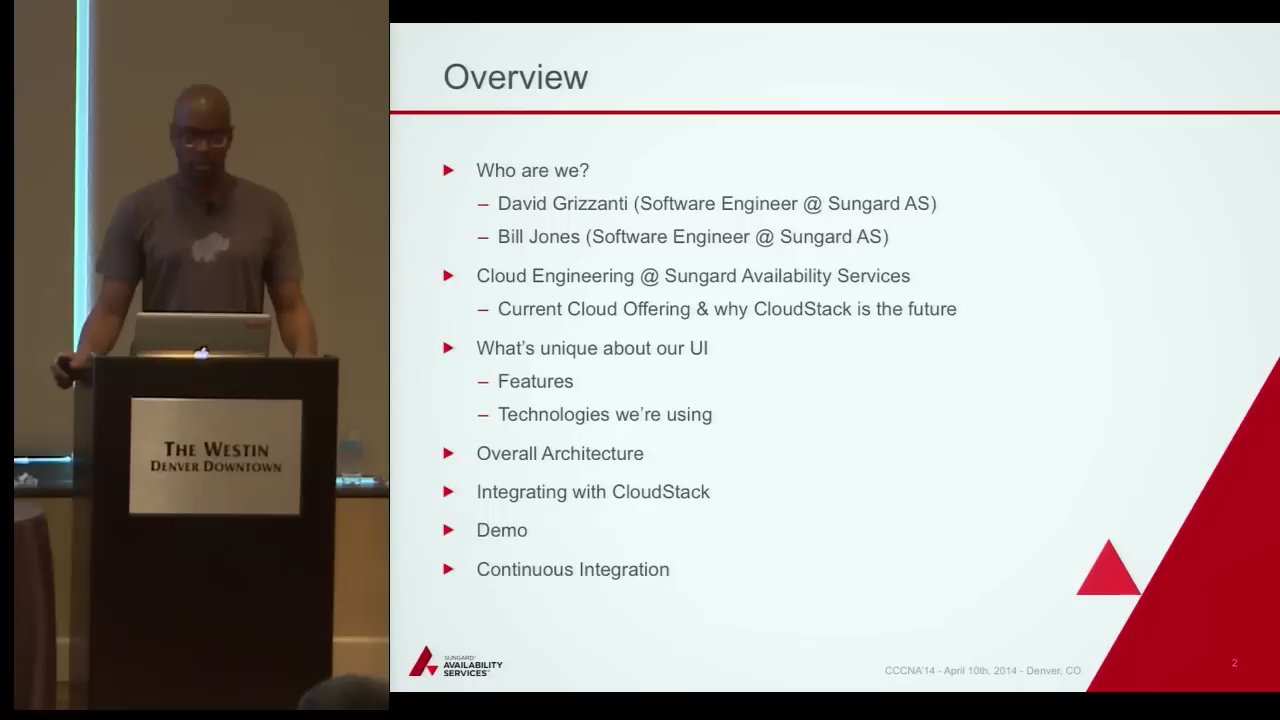 Overview
Who are we?
– David Grizzanti (Software Engineer @ Sungard AS)
– Bill Jones (Software Engineer @ Sungard AS)
Cloud Engineering @ Sungard Availability Services
– Current Cloud Offering & why CloudStack is the future
What's unique about our UI
– Features
– Technologies we're using
Overall Architecture
Integrating with CloudStack
Demo
Continuous Integration
SUNGARD
AVAILABILITY
SERVICES
CCCNA'14 - April 10th, 2014 - Denver, CO
2
THE WESTIN
DENVER DOWNTOWN